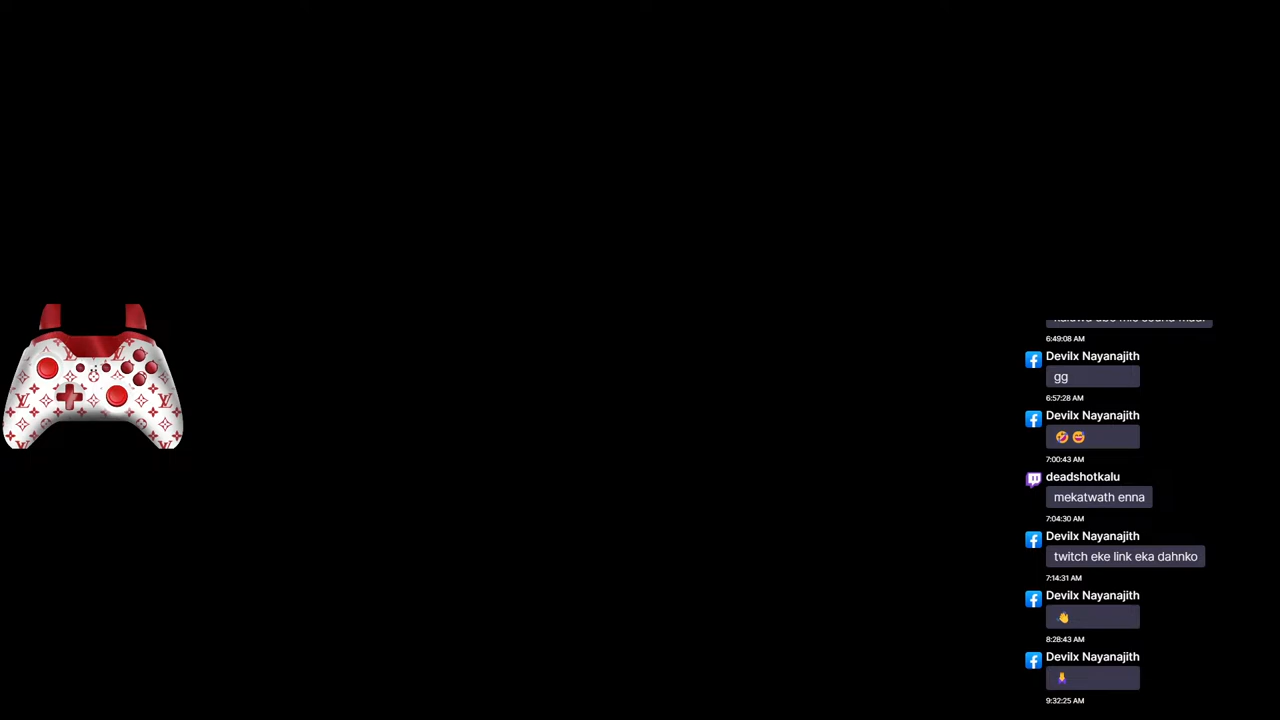 6:49:08 AM
Devilx Nayanajith
gg
6:57:28 AM
Devilx Nayanajith
🤣 😅
7:00:43 AM
deadshotkalu
mekatwath enna
7:04:30 AM
Devilx Nayanajith
twitch eke link eka dahnko
7:14:31 AM
Devilx Nayanajith
👏
8:28:43 AM
Devilx Nayanajith
9:32:25 AM